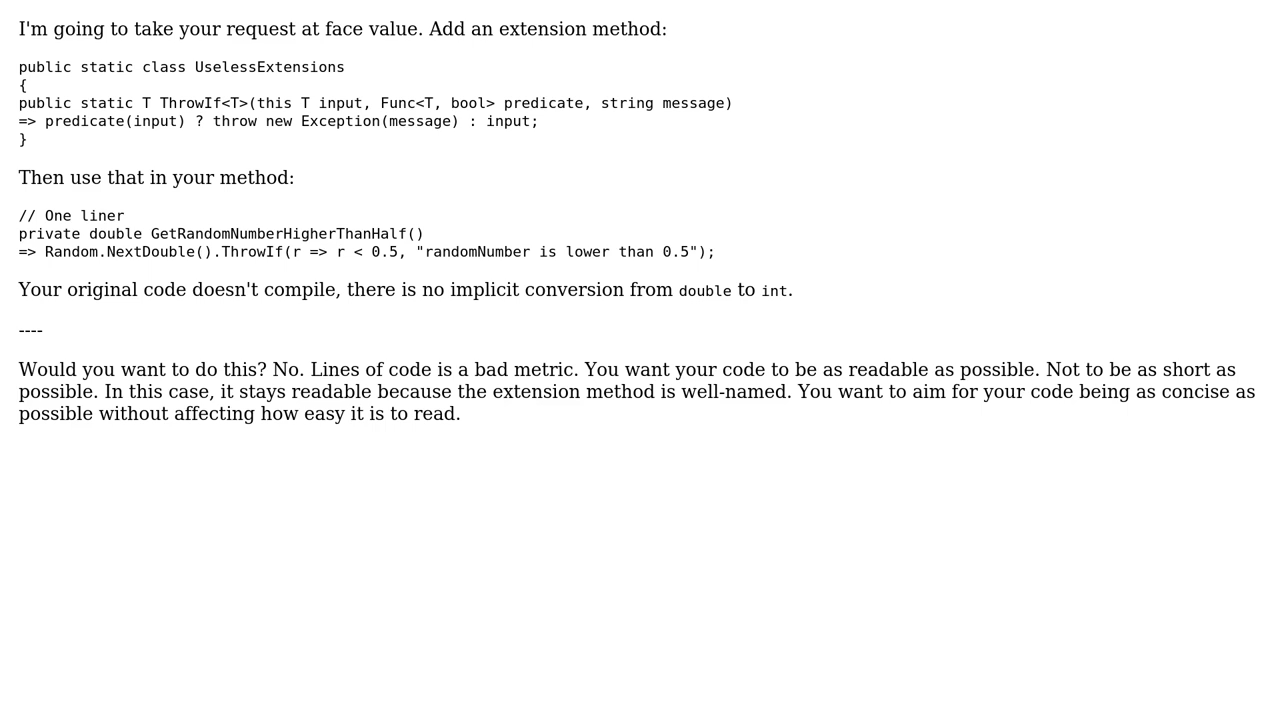 I'm going to take your request at face value. Add an extension method:
public static class UselessExtensions
{
public static T ThrowIf<T>(this T input, Func<T, bool> predicate, string message)
=> predicate(input) ? throw new Exception(message) : input;
}
Then use that in your method:
// One liner
private double GetRandomNumberHigherThanHalf()
=> Random.NextDouble().ThrowIf(r => r < 0.5, "randomNumber is lower than 0.5");
Your original code doesn't compile, there is no implicit conversion from double to int.
----
Would you want to do this? No. Lines of code is a bad metric. You want your code to be as readable as possible. Not to be as short as
possible. In this case, it stays readable because the extension method is well-named. You want to aim for your code being as concise as
possible without affecting how easy it is to read.